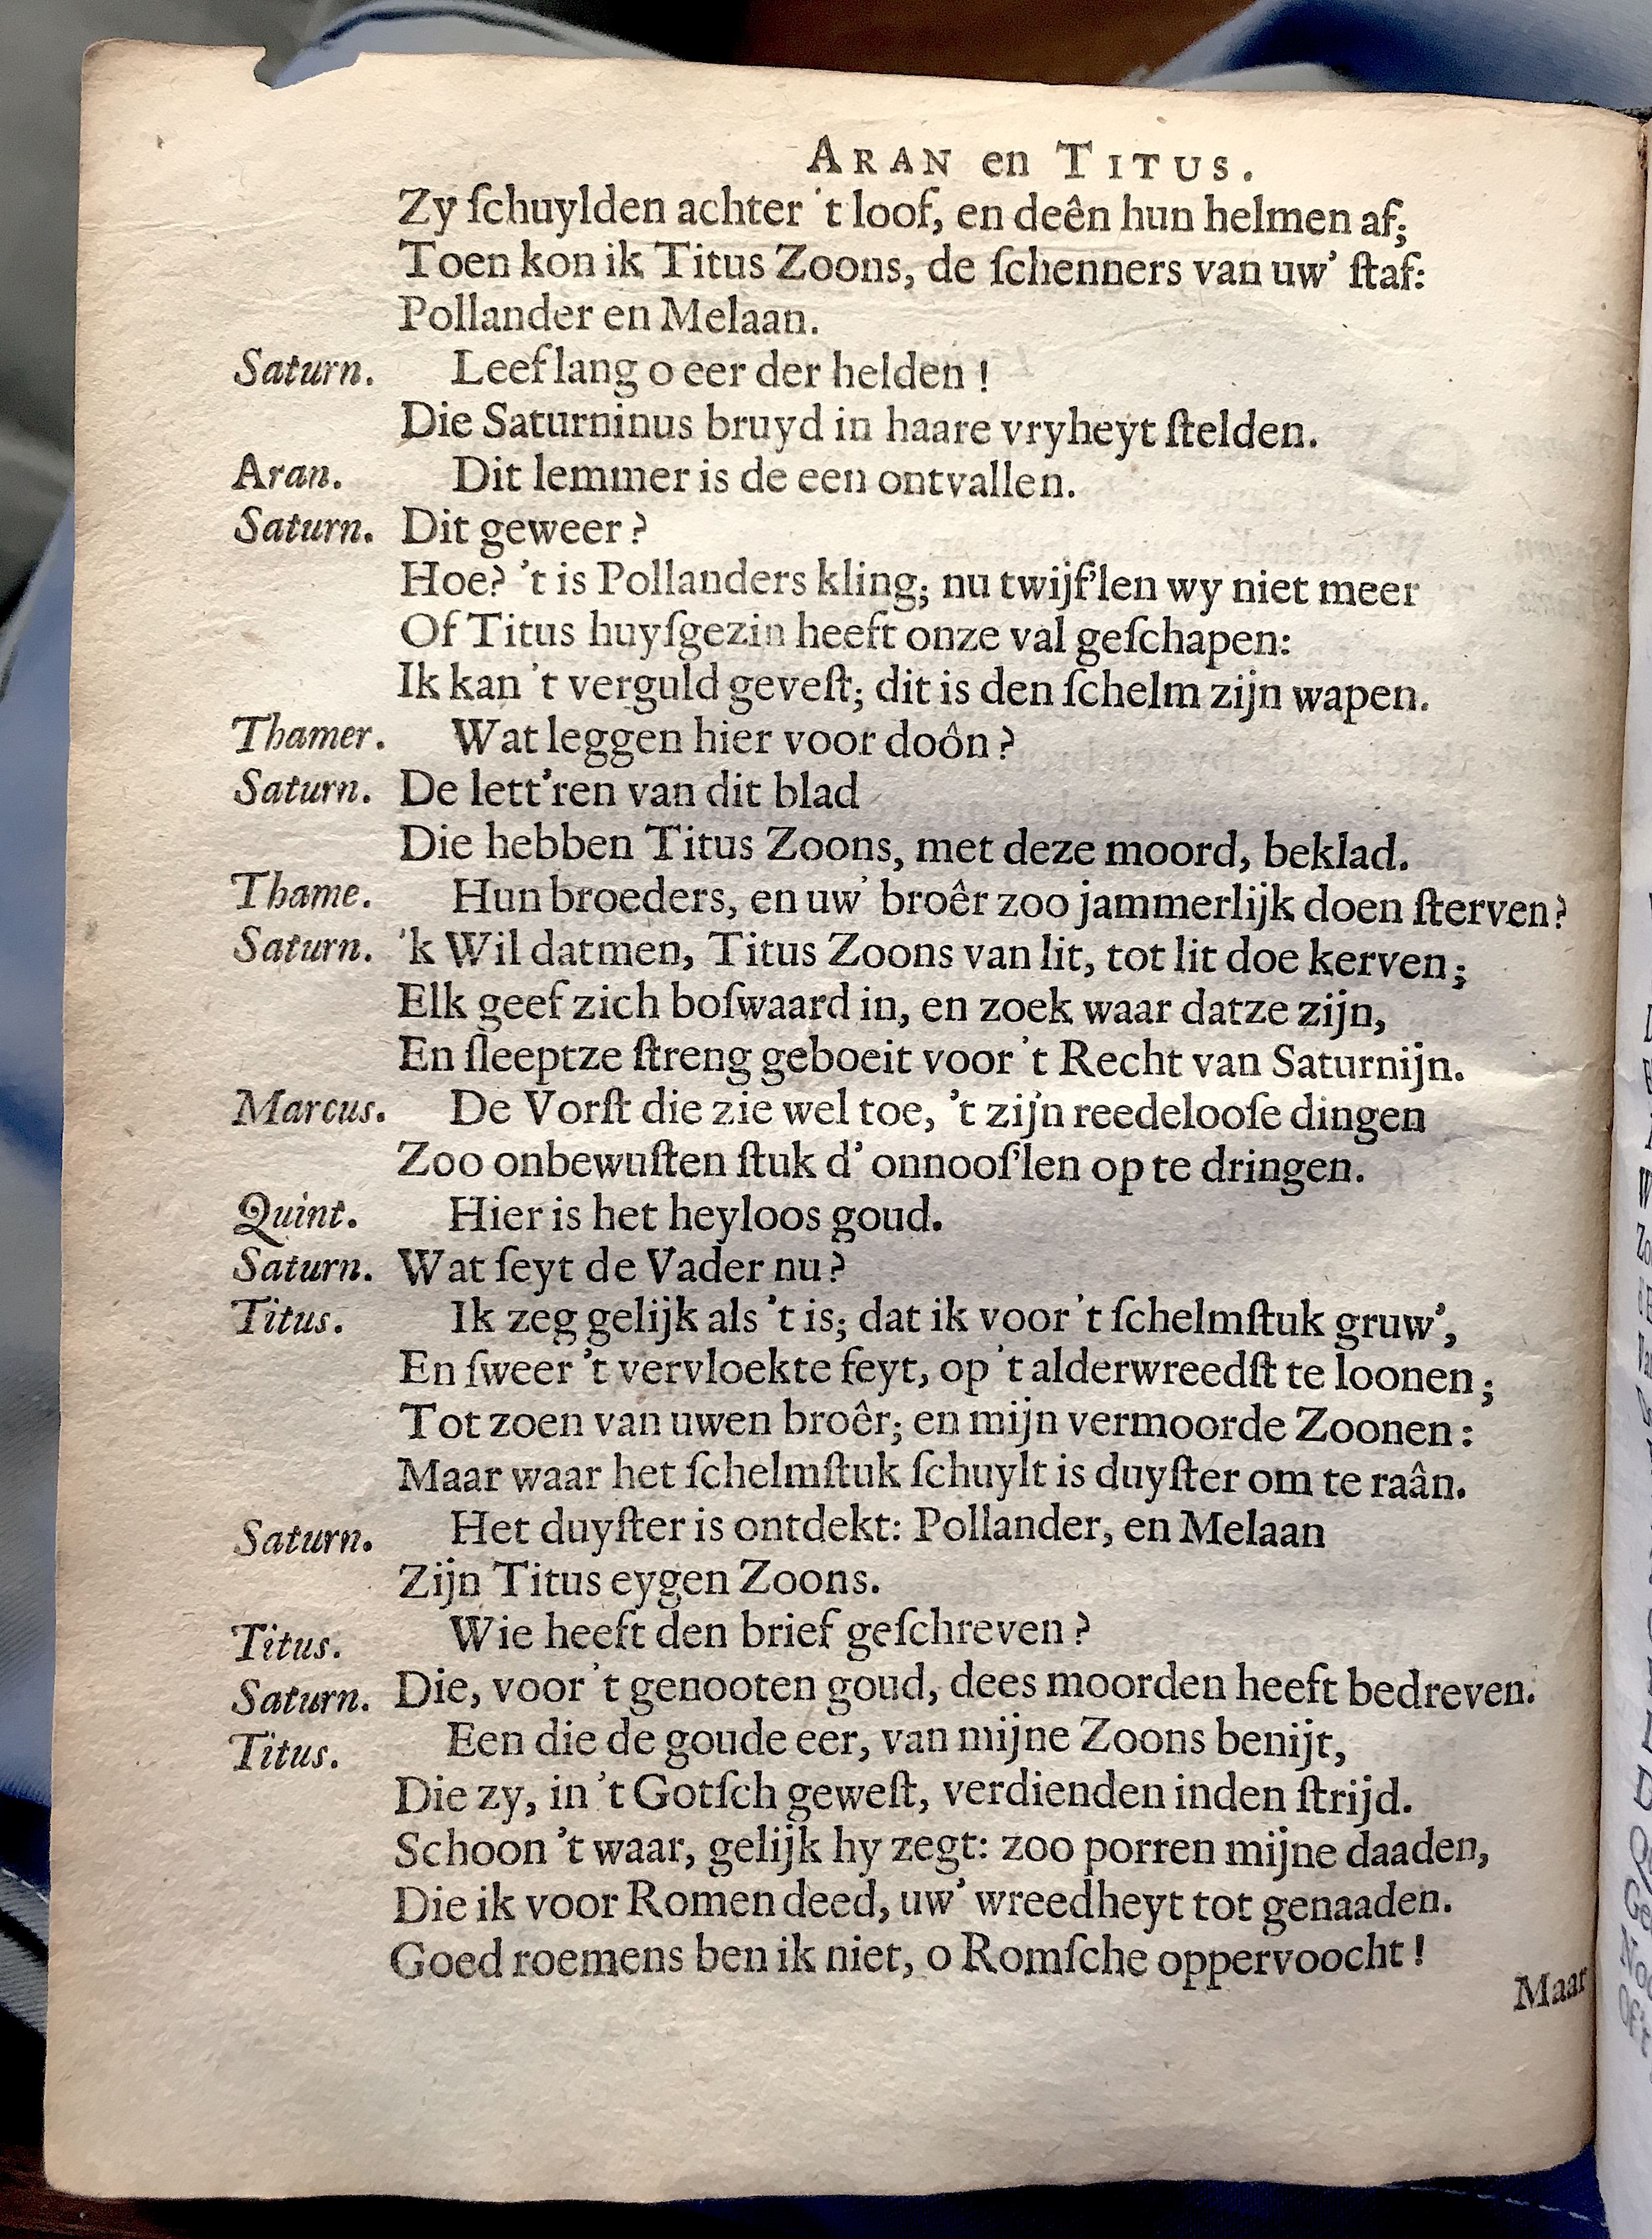 ARAN en TITUS.
Zy ſchuylden achter 't loof, en deên hun helmen af;
Toen kon ik Titus Zoons, de ſchenners van uw' ſtaf:
Pollander en Melaan.
Saturn. Leef lang o eer der helden !
Die Saturninus bruyd in haare vryheyt ſtelden.
Aran. Dit lemmer is de een ontvallen.
Saturn. Dit geweer ?
Hoe? 't is Pollanders kling; nu twijf'len wy niet meer
Of Titus huyſgezin heeft onze val geſchapen:
Ik kan 't verguld geveſt; dit is den ſchelm zijn wapen.
Thamer. Wat leggen hier voor doôn ?
Saturn. De lett'ren van dit blad
Die hebben Titus Zoons, met deze moord, beklad.
Thame. Hun broeders, en uw' broêr zoo jammerlijk doen ſterven?
Saturn. 'k Wil datmen, Titus Zoons van lit, tot lit doe kerven;
Elk geef zich boſwaard in, en zoek waar datze zijn,
En ſleeptze ſtreng geboeit voor 't Recht van Saturnijn.
Marcus. De Vorſt die zie wel toe, 't zijn reedelooſe dingen
Zoo onbewuſten ſtuk d' onnooſ'len op te dringen.
Quint. Hier is het heyloos goud.
Saturn. Wat ſeyt de Vader nu?
Titus. Ik zeg gelijk als 't is; dat ik voor 't ſchelmſtuk gruw',
En ſweer 't vervloekte feyt, op 't alderwreedſt te loonen;
Tot zoen van uwen broêr; en mijn vermoorde Zoonen:
Maar waar het ſchelmſtuk ſchuylt is duyſter om te raân.
Saturn. Het duyſter is ontdekt: Pollander, en Melaan
Zijn Titus eygen Zoons.
Titus. Wie heeft den brief geſchreven ?
Saturn. Die, voor 't genooten goud, dees moorden heeft bedreven.
Titus. Een die de goude eer, van mijne Zoons benijt,
Die zy, in 't Gotſch geweſt, verdienden inden ſtrijd.
Schoon 't waar, gelijk hy zegt: zoo porren mijne daaden,
Die ik voor Romen deed, uw' wreedheyt tot genaaden.
Goed roemens ben ik niet, o Romſche oppervoocht !
Maar